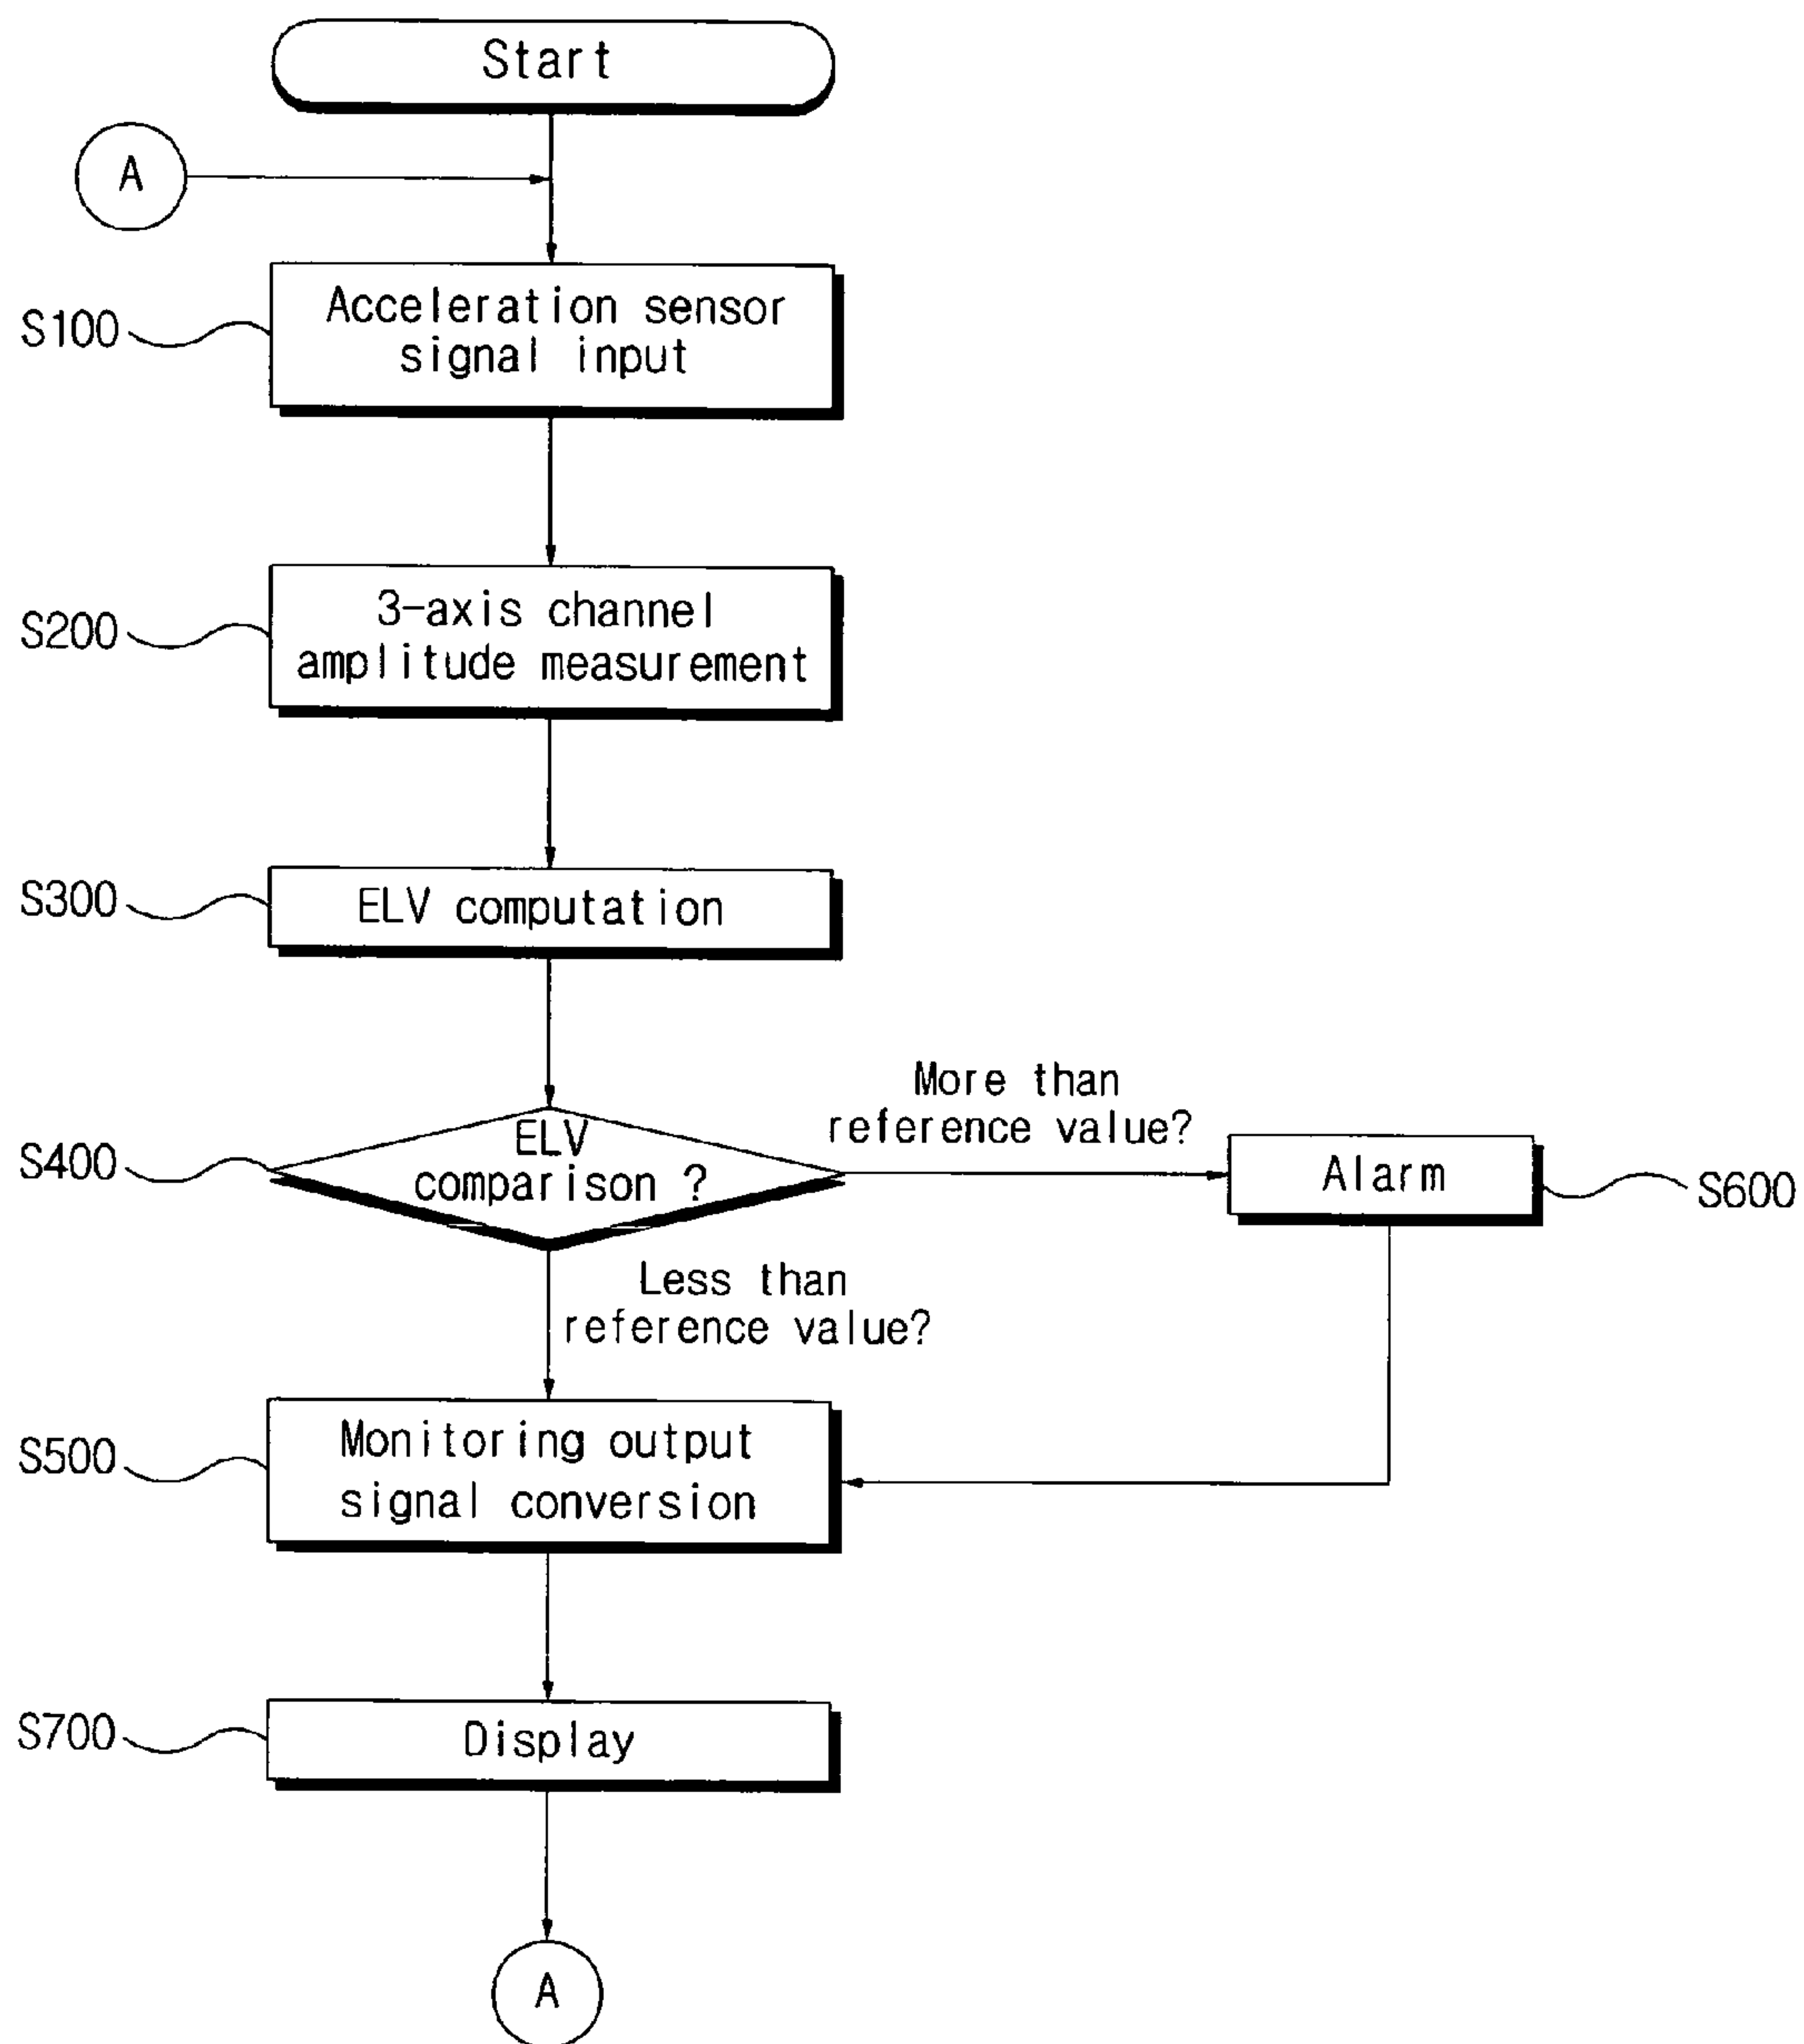 Start
A
S100
Acceleration sensor
signal input
S200
3-axis channel
amplitude measurement
S300
ELV computation
S400
ELV
comparison ?
More than
reference value?
Alarm
S600
Less than
reference value?
S500
Monitoring output
signal conversion
S700
Display
A